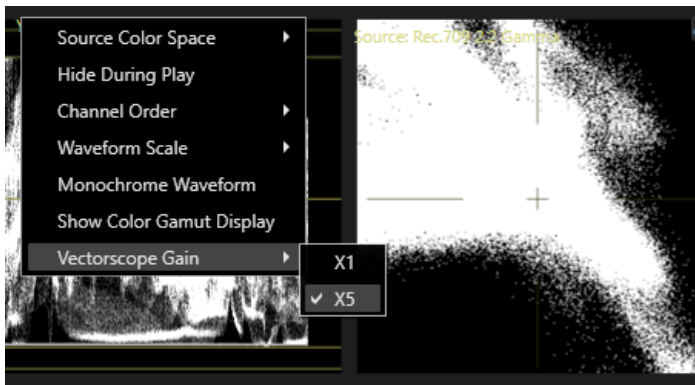 Source Color Space
Hide During Play
Channel Order
Waveform Scale
Monochrome Waveform
Show Color Gamut Display
Vectorscope Gain
X1
X5
Source: Rec.709 2.2 Gamma